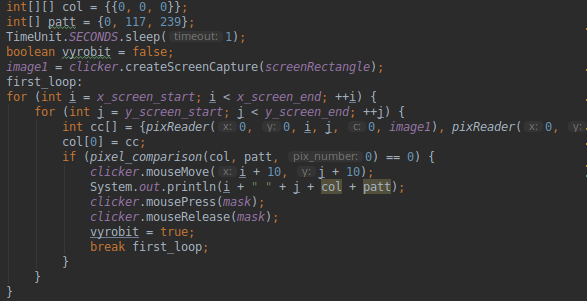 int[][] col = {{0, 0, 0}};
int[] patt = {0, 117, 239};
TimeUnit.SECONDS.sleep( timeout: 1);
boolean vyrobit = false;
image1 = clicker.createScreenCapture(screenRectangle);
first_loop:
for (int i = x_screen_start; i < x_screen_end; ++i) {
    for (int j = y_screen_start; j < y_screen_end; ++j) {
        int cc[] = {pixReader( x: 0, y: 0, i, j, c: 0, image1), pixReader( x: 0, y:
        col[0] = cc;
        if (pixel_comparison(col, patt, pix_number: 0) == 0) {
            clicker.mouseMove( x: i + 10, y: j + 10);
            System.out.println(i + " " + j + col + patt);
            clicker.mousePress(mask);
            clicker.mouseRelease(mask);
            vyrobit = true;
            break first_loop;
        }
    }
}